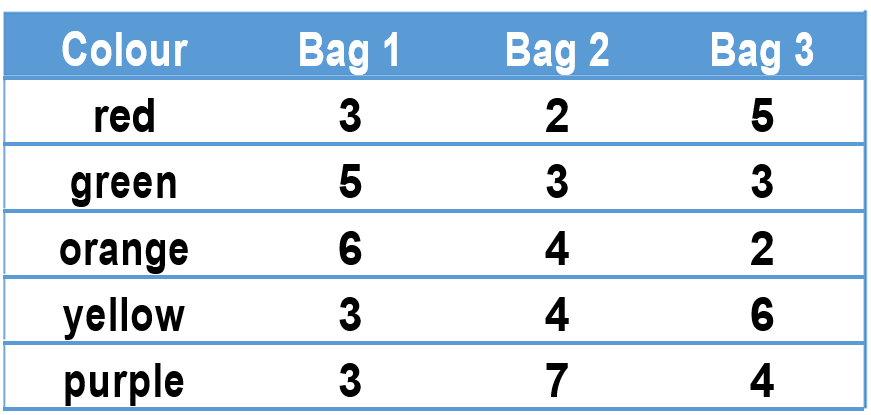 Colour Bag 1 Bag 2 Bag 3
red 3 2 5
green 5 3 3
orange 6 4 2
yellow 3 4 6
purple 3 7 4